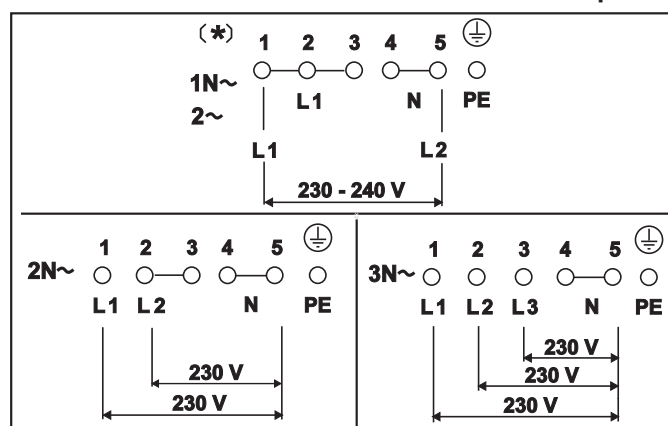 (*) 1 2 3 4 5
1N~ L1 N PE
2~
L1 L2
230 - 240 V
1 2 3 4 5
2N~
L1 L2 N PE
230 V
230 V
1 2 3 4 5
3N~
L1 L2 L3 N PE
230 V
230 V
230 V